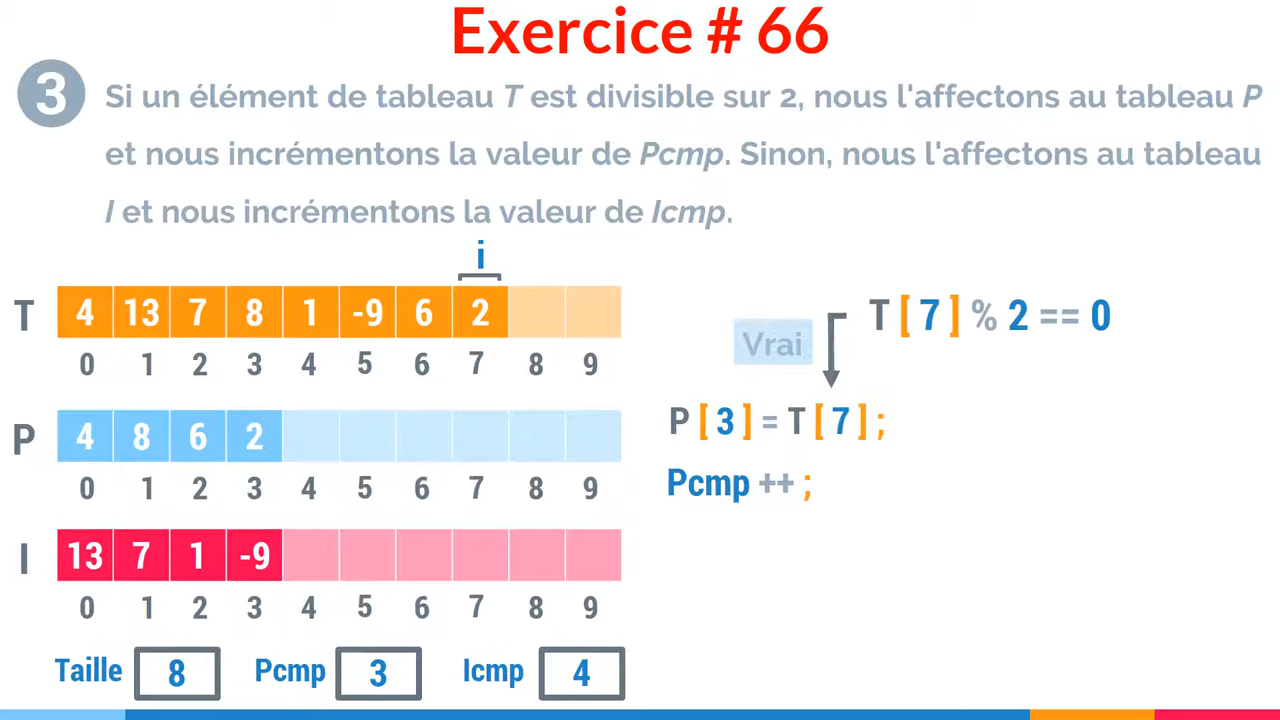 Exercice # 66
3
Si un élément de tableau T est divisible sur 2, nous l'affectons au tableau P
et nous incrémentons la valeur de Pcmp. Sinon, nous l'affectons au tableau
I et nous incrémentons la valeur de Icmp.
i
T 4 13 7 8 1 -9 6 2
0 1 2 3 4 5 6 7 8 9
T [ 7 ] % 2 == 0
Vrai
P [ 3 ] = T [ 7 ] ;
Pcmp ++ ;
P 4 8 6 2
0 1 2 3 4 5 6 7 8 9
I 13 7 1 -9
0 1 2 3 4 5 6 7 8 9
Taille 8 Pcmp 3 Icmp 4